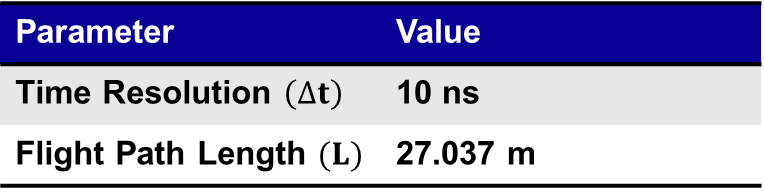 Parameter Value
Time Resolution (Δt) 10 ns
Flight Path Length (L) 27.037 m